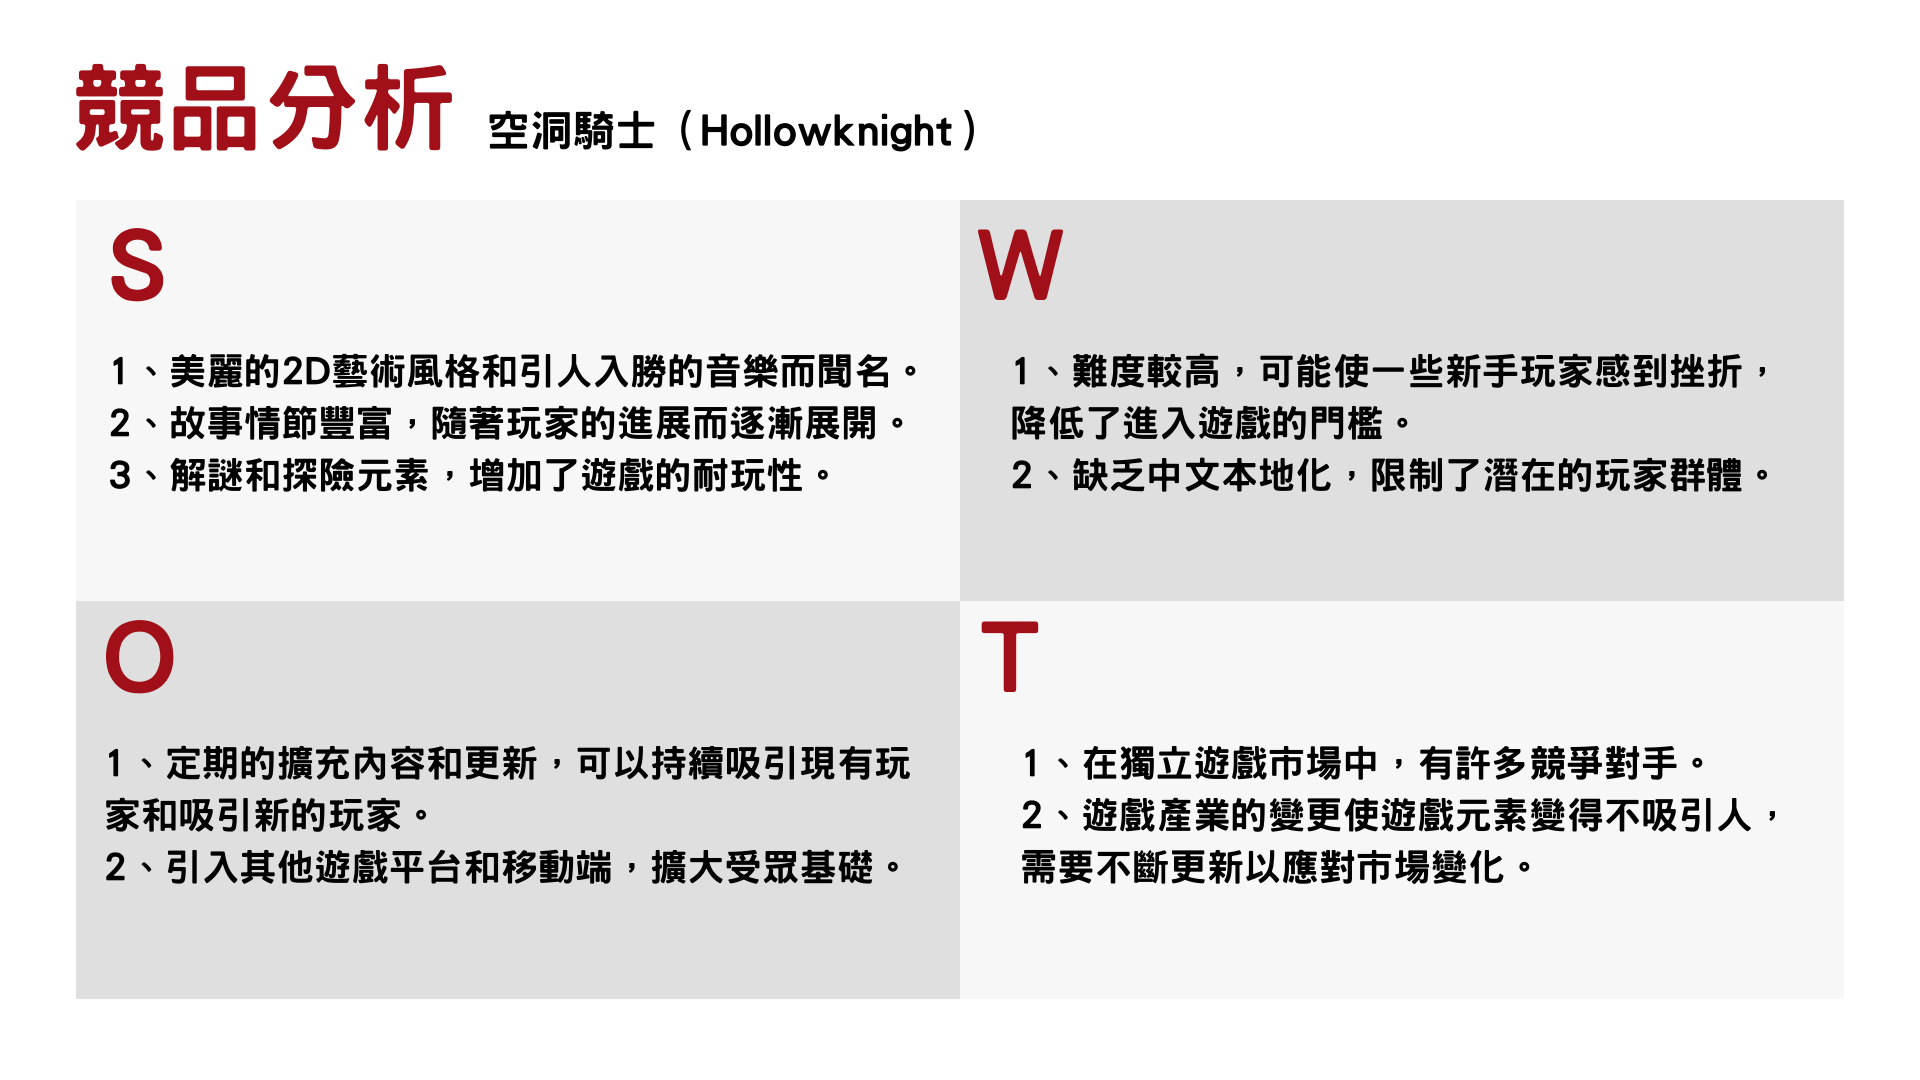 競品分析 空洞騎士（Hollowknight）
S
1、美麗的2D藝術風格和引人入勝的音樂而聞名。
2、故事情節豐富，隨著玩家的進展而逐漸展開。
3、解謎和探險元素，增加了遊戲的耐玩性。
W
1、難度較高，可能使一些新手玩家感到挫折，
降低了進入遊戲的門檻。
2、缺乏中文本地化，限制了潛在的玩家群體。
O
1、定期的擴充內容和更新，可以持續吸引現有玩
家和吸引新的玩家。
2、引入其他遊戲平台和移動端，擴大受眾基礎。
T
1、在獨立遊戲市場中，有許多競爭對手。
2、遊戲產業的變更使遊戲元素變得不吸引人，
需要不斷更新以應對市場變化。